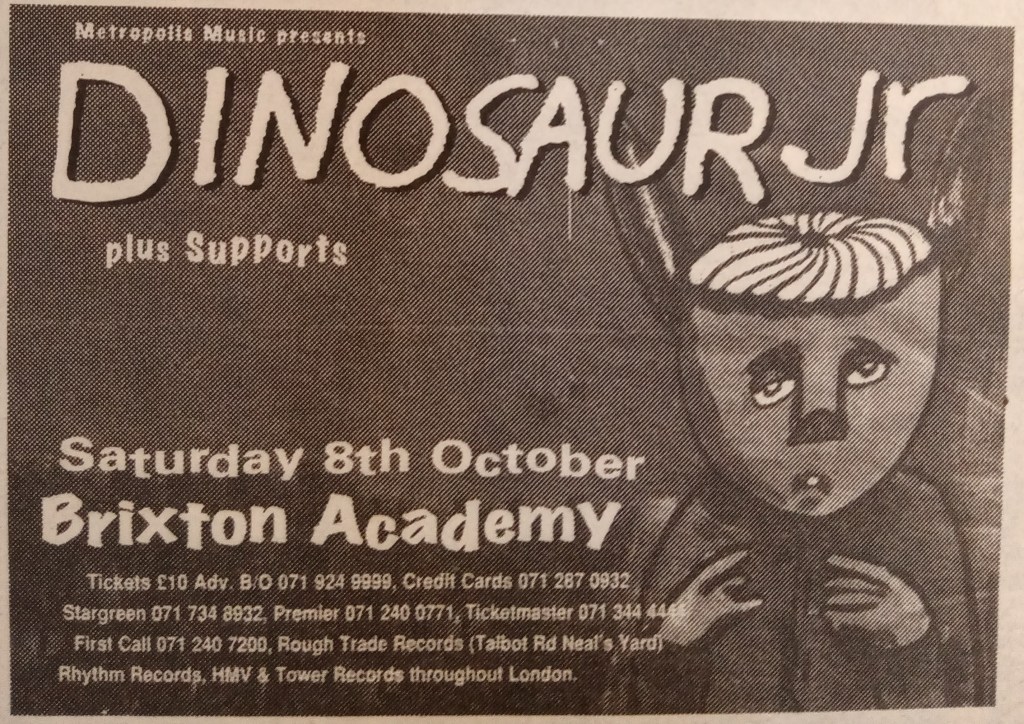 Metropolis Music presents
DINOSAUR Jr
plus Supports
Saturday 8th October
Brixton Academy
Tickets £10 Adv. B/O 071 924 9999, Credit Cards 071 287 0932
Stargreen 071 734 8932, Premier 071 240 0771, Ticketmaster 071 344 4444
First Call 071 240 7200, Rough Trade Records (Talbot Rd Neal's Yard)
Rhythm Records, HMV & Tower Records throughout London.